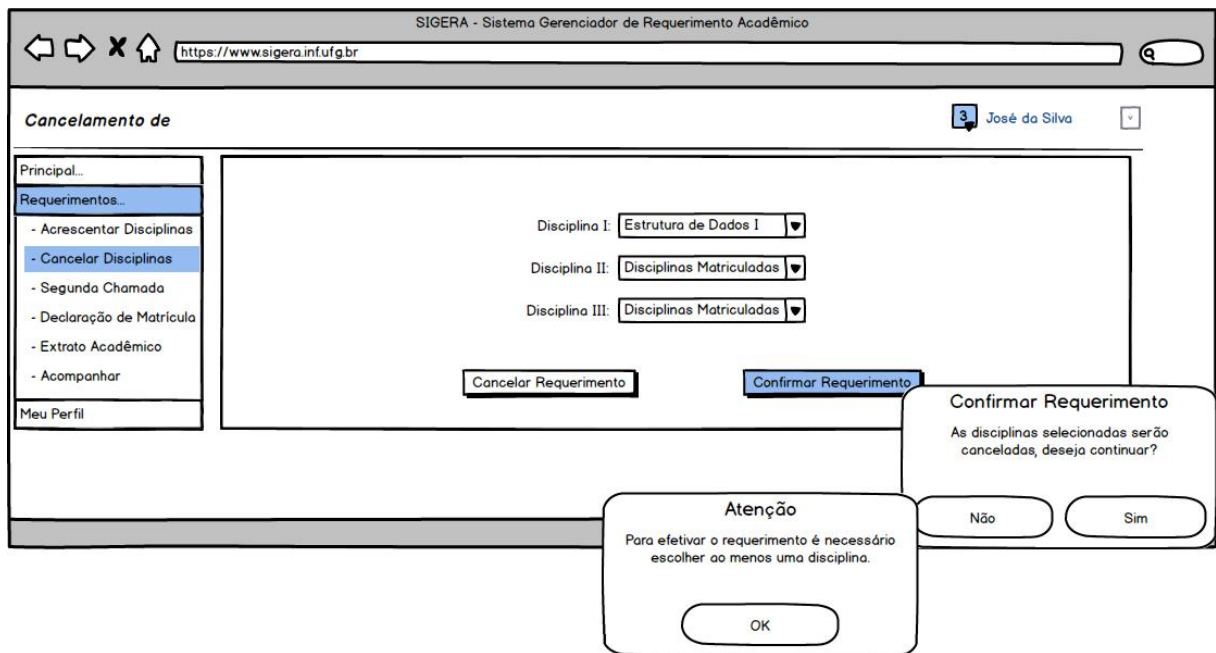 SIGERA - Sistema Gerenciador de Requerimento Acadêmico
https://www.sigera.inf.ufg.br
Cancelamento de
3 José da Silva
Principal...
Requerimentos...
- Acrescentar Disciplinas
- Cancelar Disciplinas
- Segunda Chamada
- Declaração de Matrícula
- Extrato Acadêmico
- Acompanhar
Meu Perfil
Disciplina I: Estrutura de Dados I
Disciplina II: Disciplinas Matriculadas
Disciplina III: Disciplinas Matriculadas
Cancelar Requerimento
Confirmar Requerimento
Confirmar Requerimento
As disciplinas selecionadas serão
canceladas, deseja continuar?
Não
Sim
Atenção
Para efetivar o requerimento é necessário
escolher ao menos uma disciplina.
OK